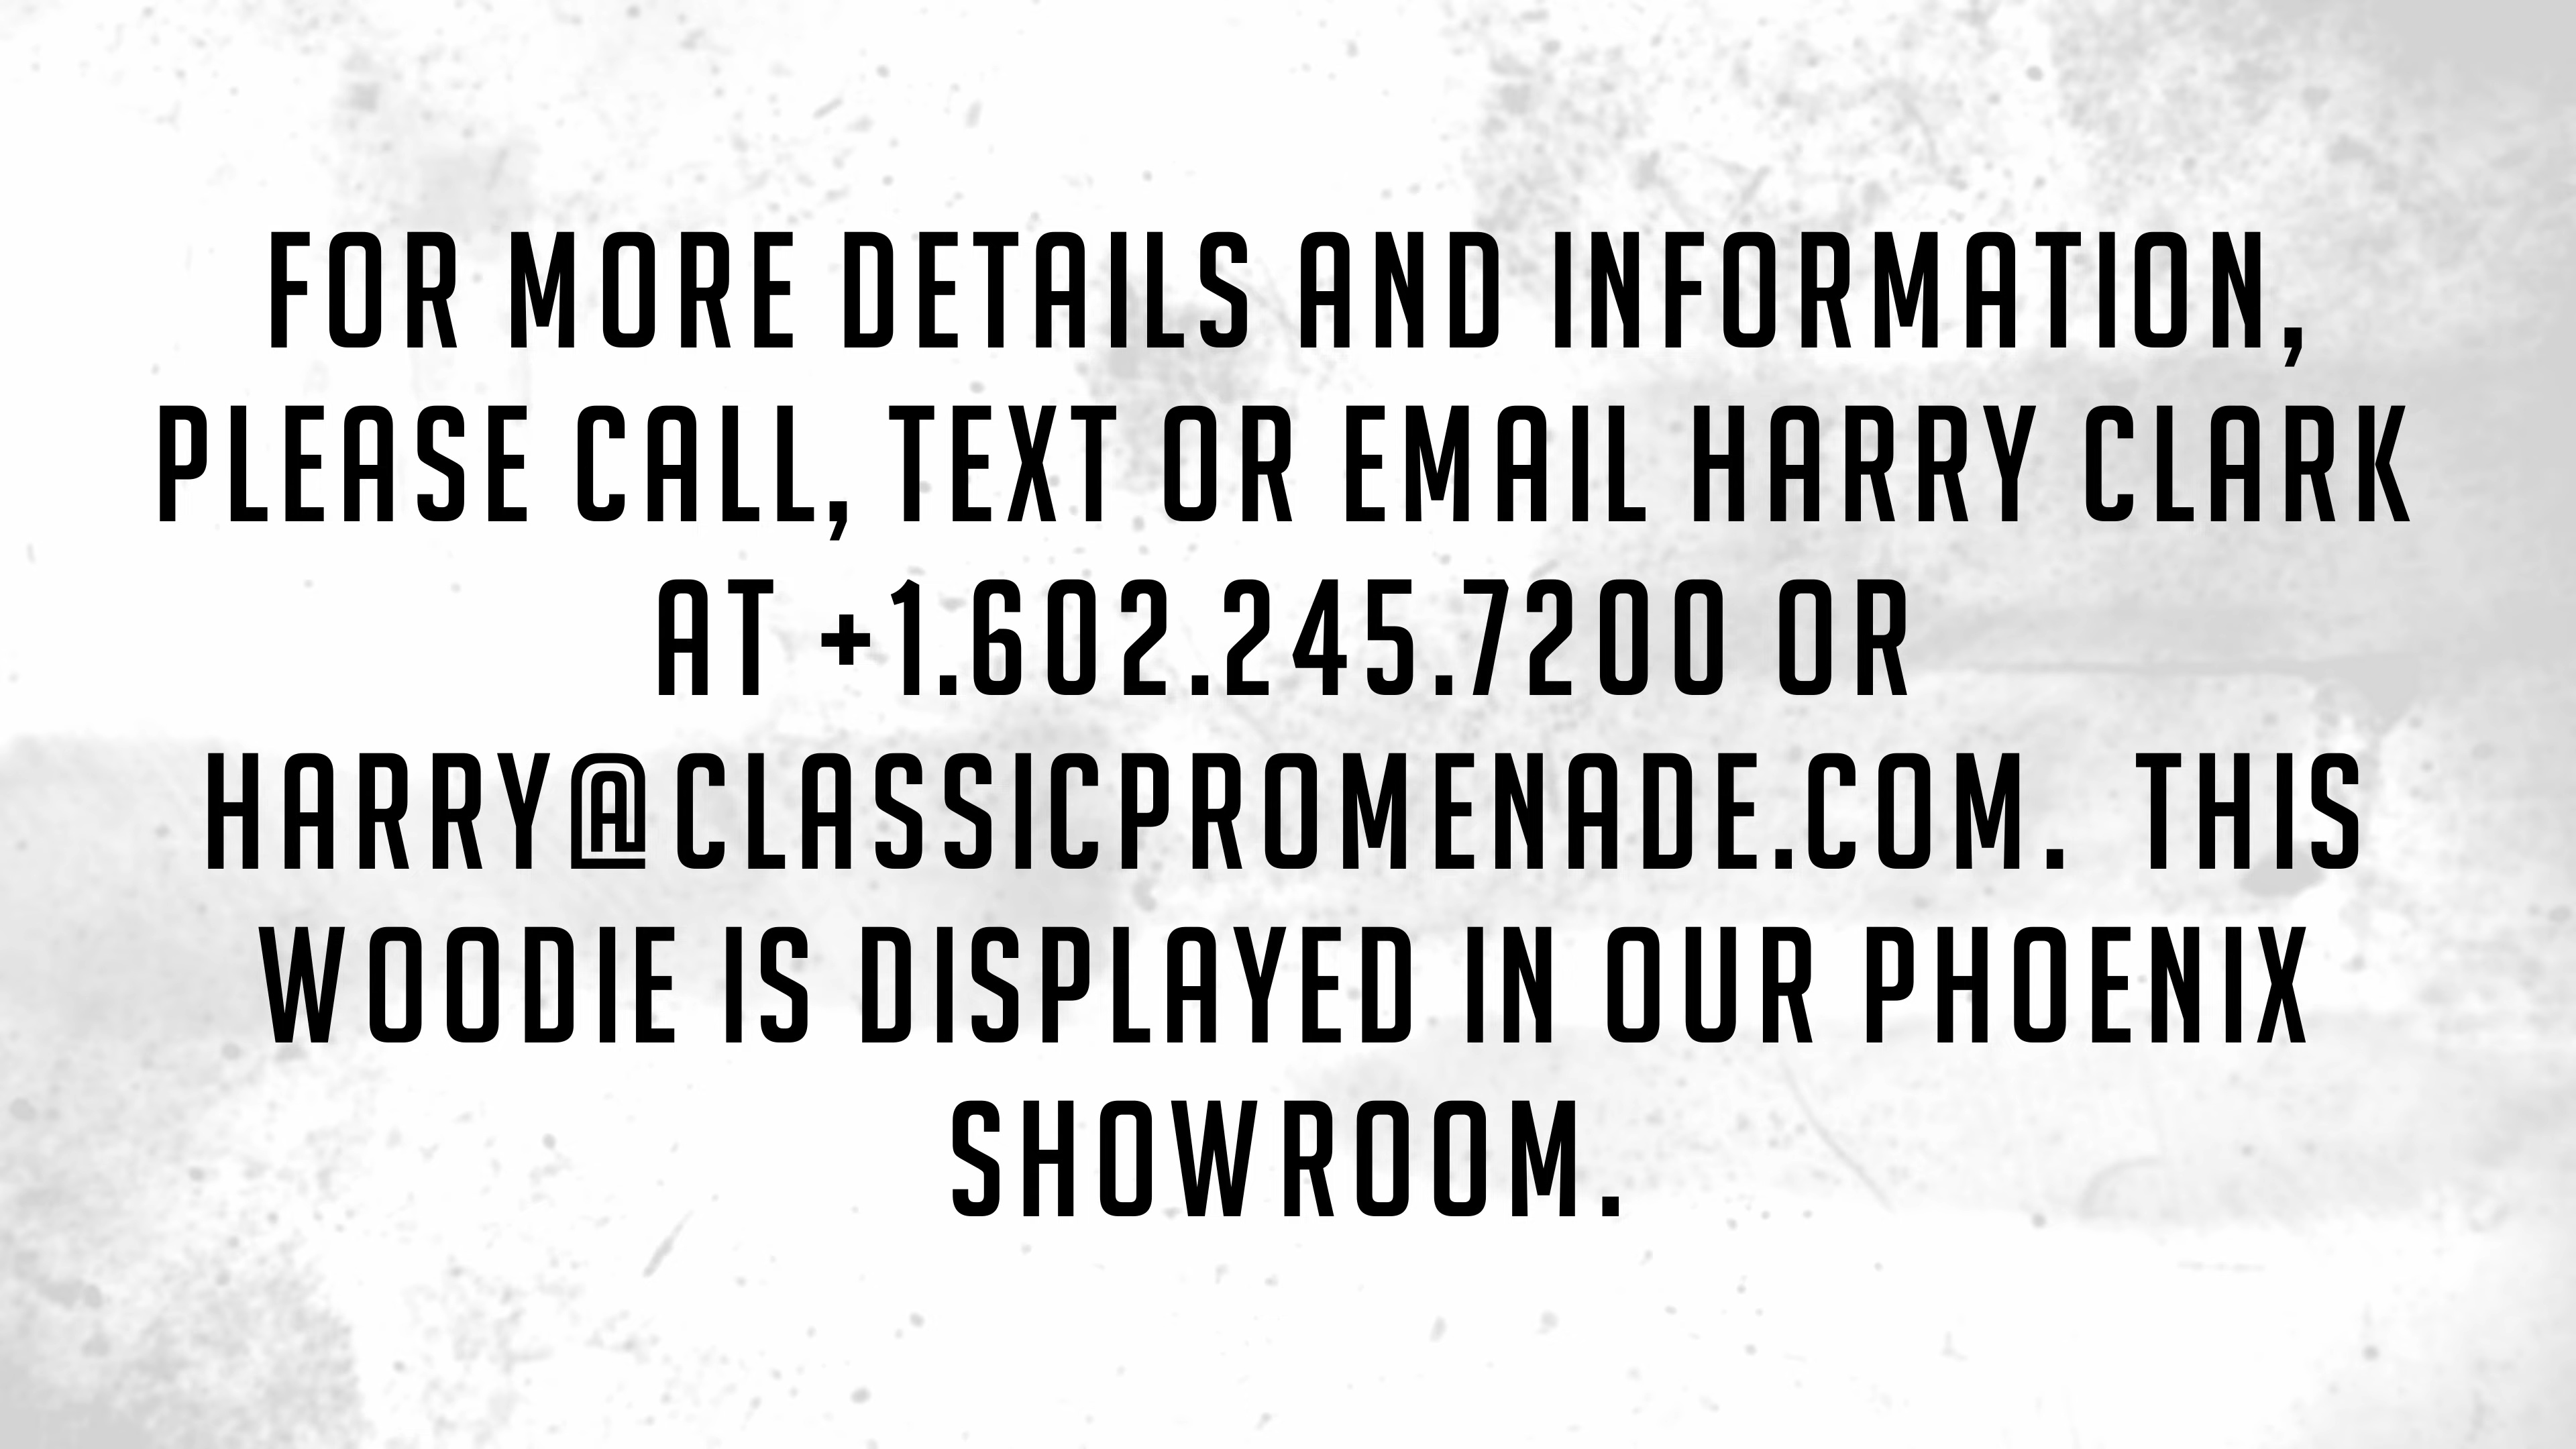 FOR MORE DETAILS AND INFORMATION,
PLEASE CALL, TEXT OR EMAIL HARRY CLARK
AT +1.602.245.7200 OR
HARRY@CLASSICPROMENADE.COM. THIS
WOODIE IS DISPLAYED IN OUR PHOENIX
SHOWROOM.